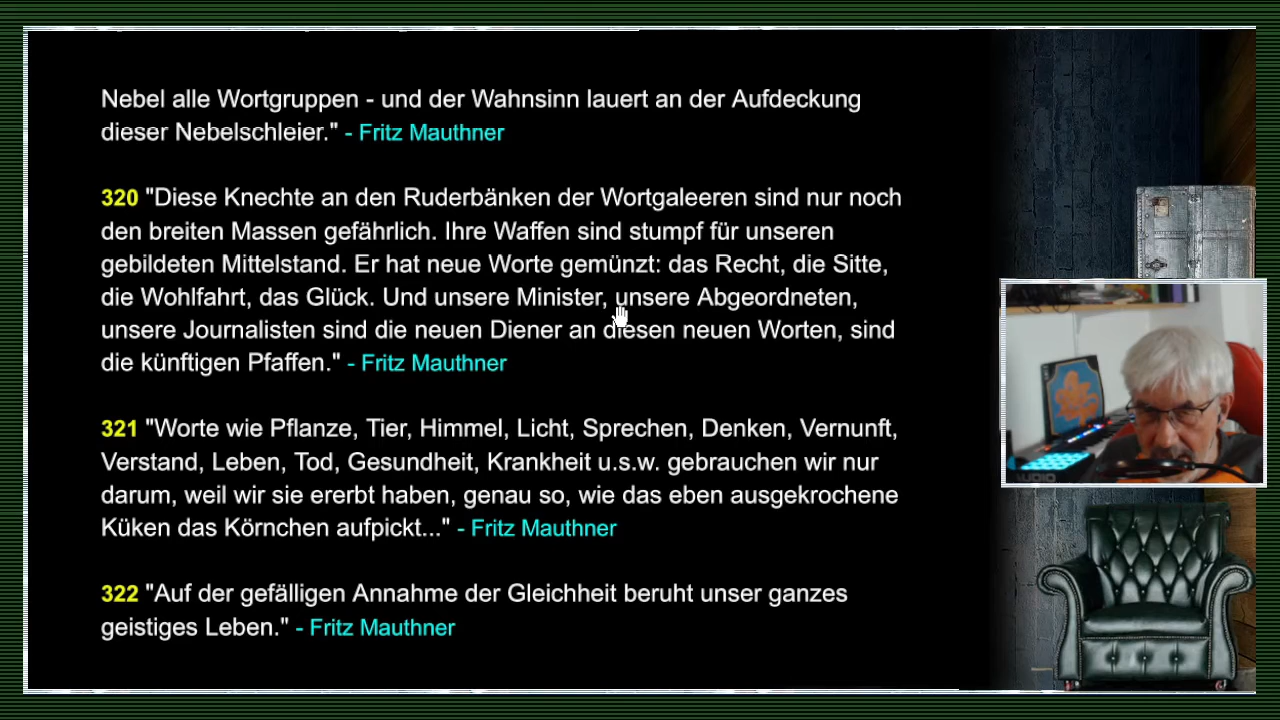 Nebel alle Wortgruppen - und der Wahnsinn lauert an der Aufdeckung
dieser Nebelschleier." - Fritz Mauthner
320 "Diese Knechte an den Ruderbänken der Wortgaleeren sind nur noch
den breiten Massen gefährlich. Ihre Waffen sind stumpf für unseren
gebildeten Mittelstand. Er hat neue Worte gemünzt: das Recht, die Sitte,
die Wohlfahrt, das Glück. Und unsere Minister, unsere Abgeordneten,
unsere Journalisten sind die neuen Diener an diesen neuen Worten, sind
die künftigen Pfaffen." - Fritz Mauthner
321 "Worte wie Pflanze, Tier, Himmel, Licht, Sprechen, Denken, Vernunft,
Verstand, Leben, Tod, Gesundheit, Krankheit u.s.w. gebrauchen wir nur
darum, weil wir sie ererbt haben, genau so, wie das eben ausgekrochene
Küken das Körnchen aufpickt..." - Fritz Mauthner
322 "Auf der gefälligen Annahme der Gleichheit beruht unser ganzes
geistiges Leben." - Fritz Mauthner